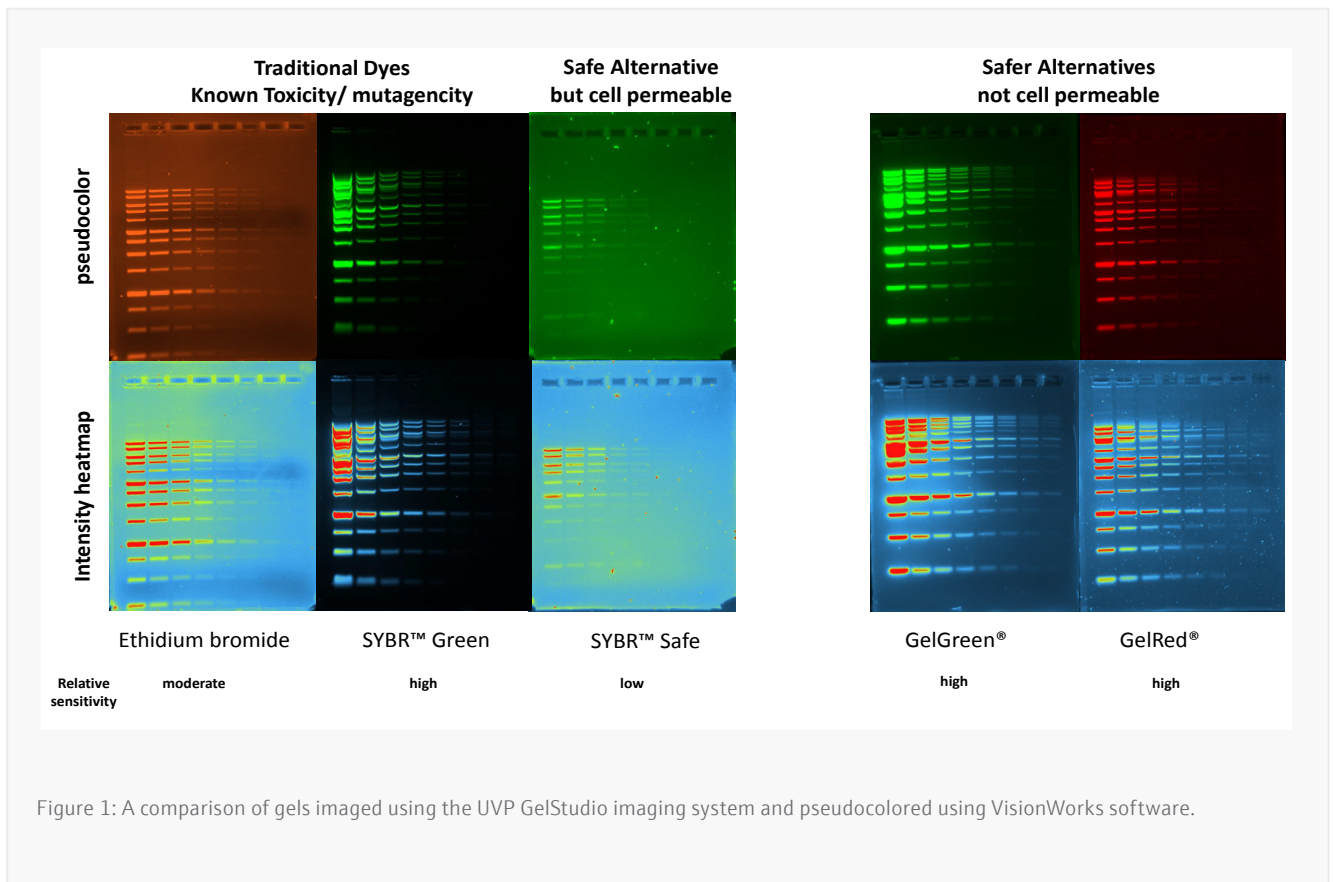 Traditional Dyes
Known Toxicity/ mutagencity
Safe Alternative
but cell permeable
Safer Alternatives
not cell permeable
pseudocolor
Intensity heatmap
Ethidium bromide
SYBR™ Green
SYBR™ Safe
GelGreen®
GelRed®
Relative
sensitivity
moderate
high
low
high
high
Figure 1: A comparison of gels imaged using the UVP GelStudio imaging system and pseudocolored using VisionWorks software.